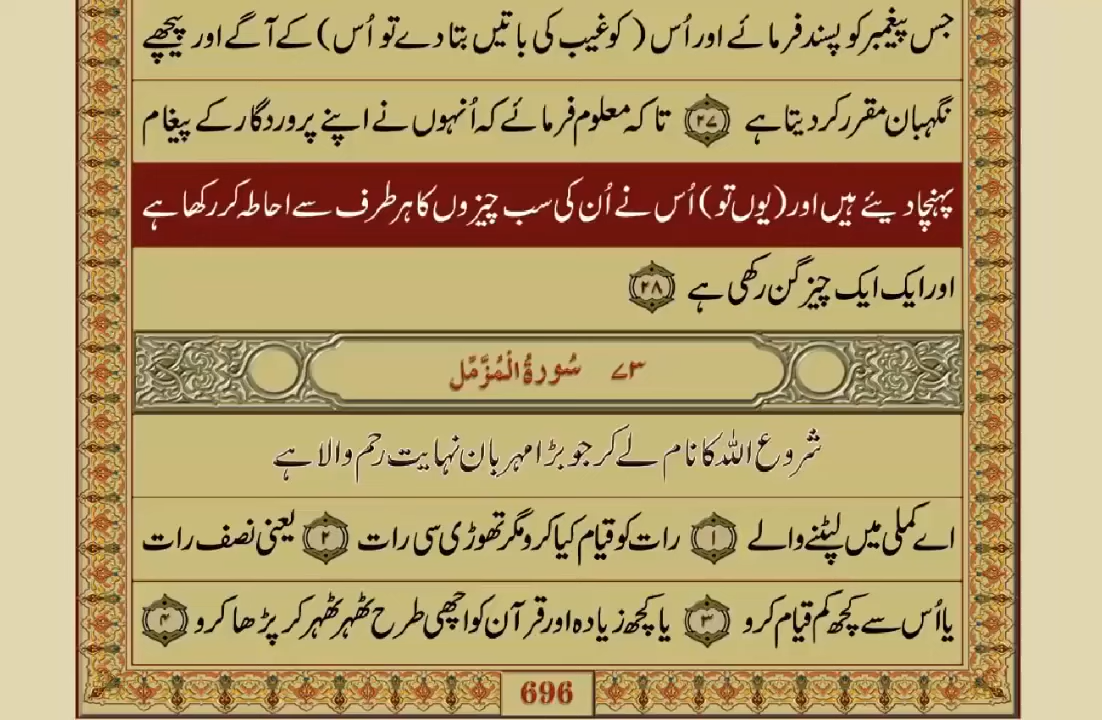 جس پیغمبر کو پسند فرمائے اور اُس ( کو غیب کی باتیں بتا دے تو اُس) کے آگے اور پیچھے
نگہبان مقرر کر دیتا ہے ۲۷ تا کہ معلوم فرمائے کہ اُنہوں نے اپنے پروردگار کے پیغام
پہنچا دیئے ہیں اور (یوں تو) اُس نے اُن کی سب چیزوں کا ہر طرف سے احاطہ کر رکھا ہے
اور ایک ایک چیز گن رکھی ہے ۲۸
۷۳ سُورَةُ الْمُزَّمِّل
شروع اللہ کا نام لے کر جو بڑا مہربان نہایت رحم والا ہے
اے کملی میں لپٹنے والے ۱ رات کو قیام کیا کرو مگر تھوڑی سی رات ۲ یعنی نصف رات
یا اُس سے کچھ کم قیام کرو ۳ یا کچھ زیادہ اور قرآن کو اچھی طرح ٹھہر ٹھہر کر پڑھا کرو ۴
696